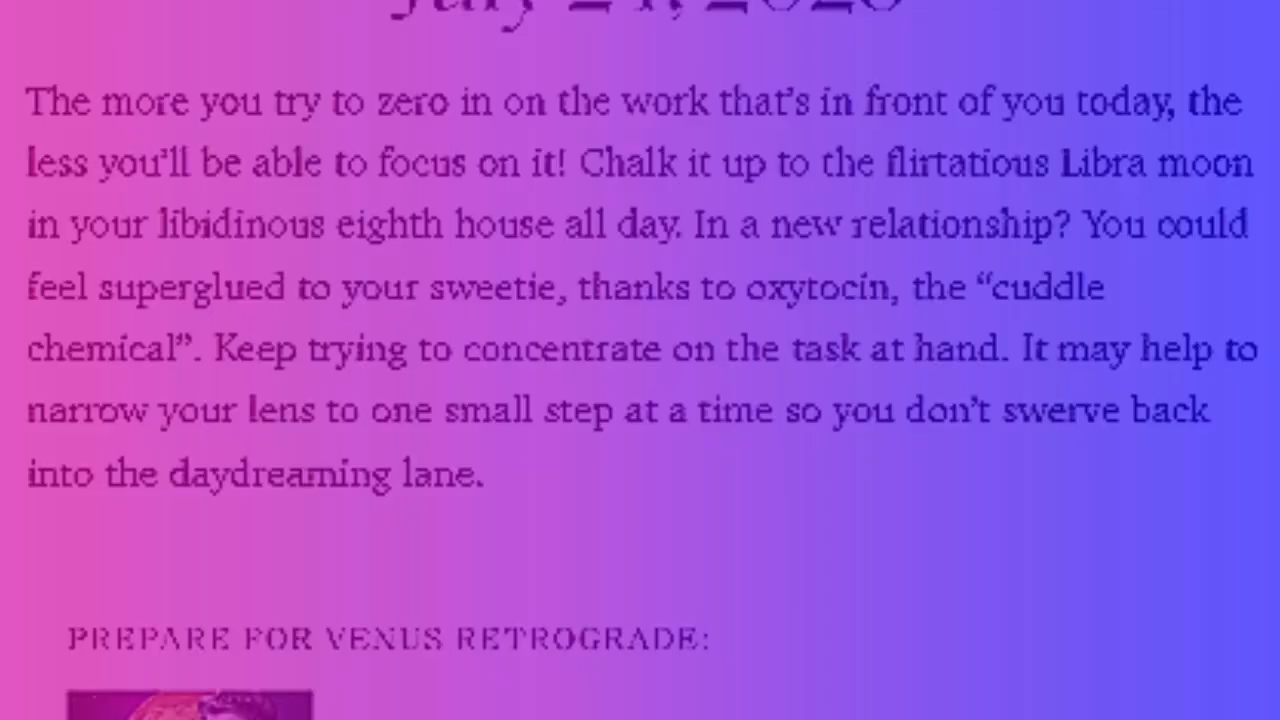 The more you try to zero in on the work that's in front of you today, the
less you'll be able to focus on it! Chalk it up to the flirtatious Libra moon
in your libidinous eighth house all day. In a new relationship? You could
feel superglued to your sweetie, thanks to oxytocin, the “cuddle
chemical”. Keep trying to concentrate on the task at hand. It may help to
narrow your lens to one small step at a time so you don't swerve back
into the daydreaming lane.
PREPARE FOR VENUS RETROGRADE: